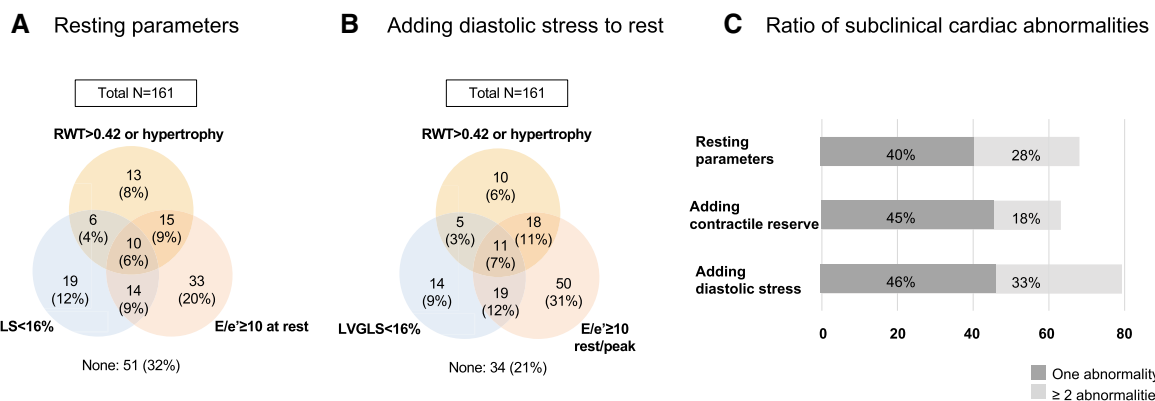 A Resting parameters
Total N=161
RWT>0.42 or hypertrophy
13
(8%)
6
(4%)
15
(9%)
10
(6%)
19
(12%)
33
(20%)
14
(9%)
LS<16%
E/e'≥10 at rest
None: 51 (32%)
B Adding diastolic stress to rest
Total N=161
RWT>0.42 or hypertrophy
10
(6%)
5
(3%)
18
(11%)
11
(7%)
14
(9%)
50
(31%)
19
(12%)
LVGLS<16%
E/e'≥10
rest/peak
None: 34 (21%)
C Ratio of subclinical cardiac abnormalities
Resting
parameters
40% 28%
Adding
contractile reserve
45% 18%
Adding
diastolic stress
46% 33%
0 20 40 60 80
One abnormality
≥ 2 abnormalitie